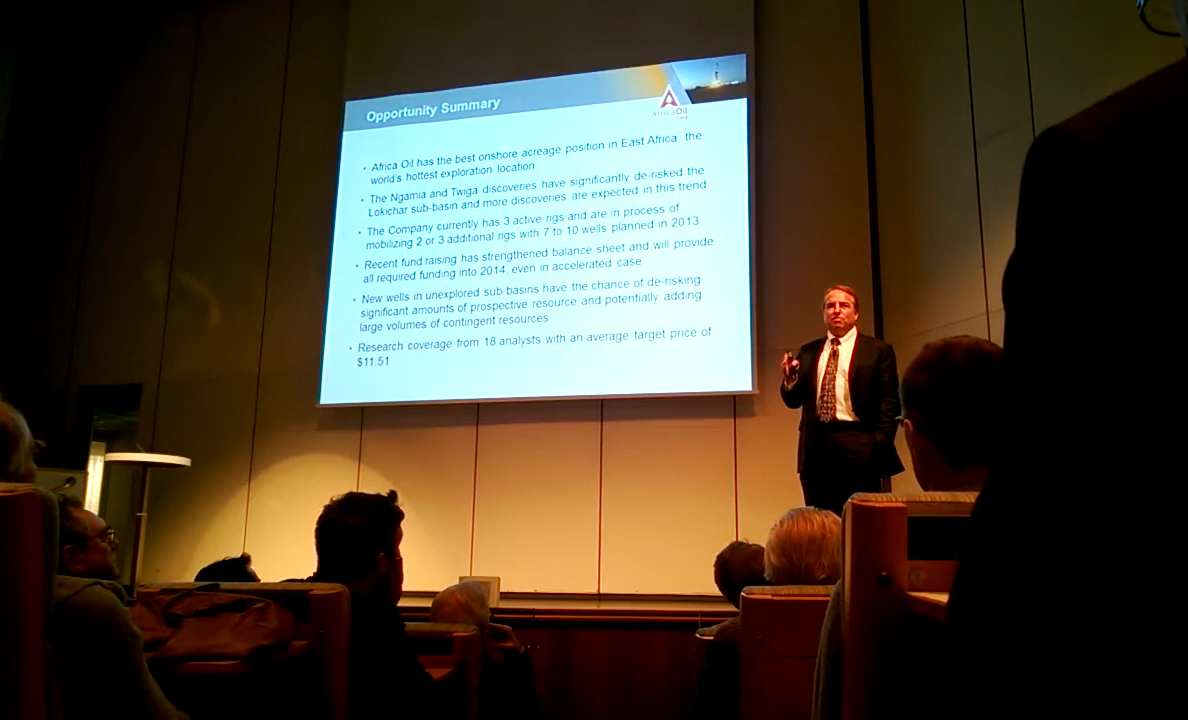 Opportunity Summary
AfricaOil
• Africa Oil has the best onshore acreage position in East Africa, the
world's hottest exploration location
• The Ngamia and Twiga discoveries have significantly de-risked the
Lokichar sub-basin and more discoveries are expected in this trend
• The Company currently has 3 active rigs and are in process of
mobilizing 2 or 3 additional rigs with 7 to 10 wells planned in 2013
• Recent fund raising has strengthened balance sheet and will provide
all required funding into 2014, even in accelerated case
• New wells in unexplored sub-basins have the chance of de-risking
significant amounts of prospective resource and potentially adding
large volumes of contingent resources
• Research coverage from 18 analysts with an average target price of
$11.51